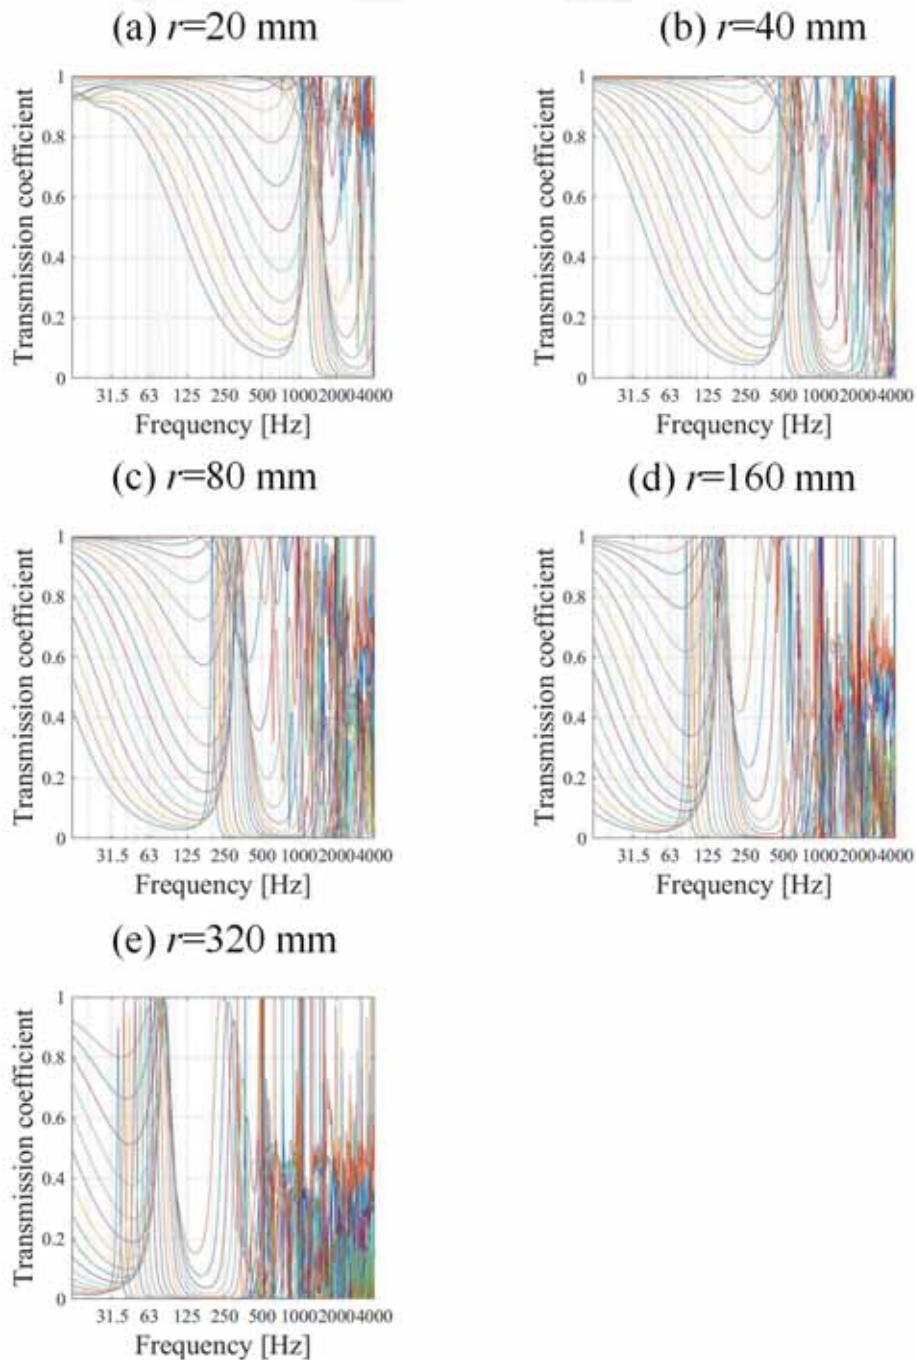 (a) r=20 mm
(b) r=40 mm
Transmission coefficient
1
0.8
0.6
0.4
0.2
0
31.5 63 125 250 500 1000 2000 4000
Frequency [Hz]
Transmission coefficient
1
0.8
0.6
0.4
0.2
0
31.5 63 125 250 500 1000 2000 4000
Frequency [Hz]
(c) r=80 mm
(d) r=160 mm
Transmission coefficient
1
0.8
0.6
0.4
0.2
0
31.5 63 125 250 500 1000 2000 4000
Frequency [Hz]
Transmission coefficient
1
0.8
0.6
0.4
0.2
0
31.5 63 125 250 500 1000 2000 4000
Frequency [Hz]
(e) r=320 mm
Transmission coefficient
1
0.8
0.6
0.4
0.2
0
31.5 63 125 250 500 1000 2000 4000
Frequency [Hz]